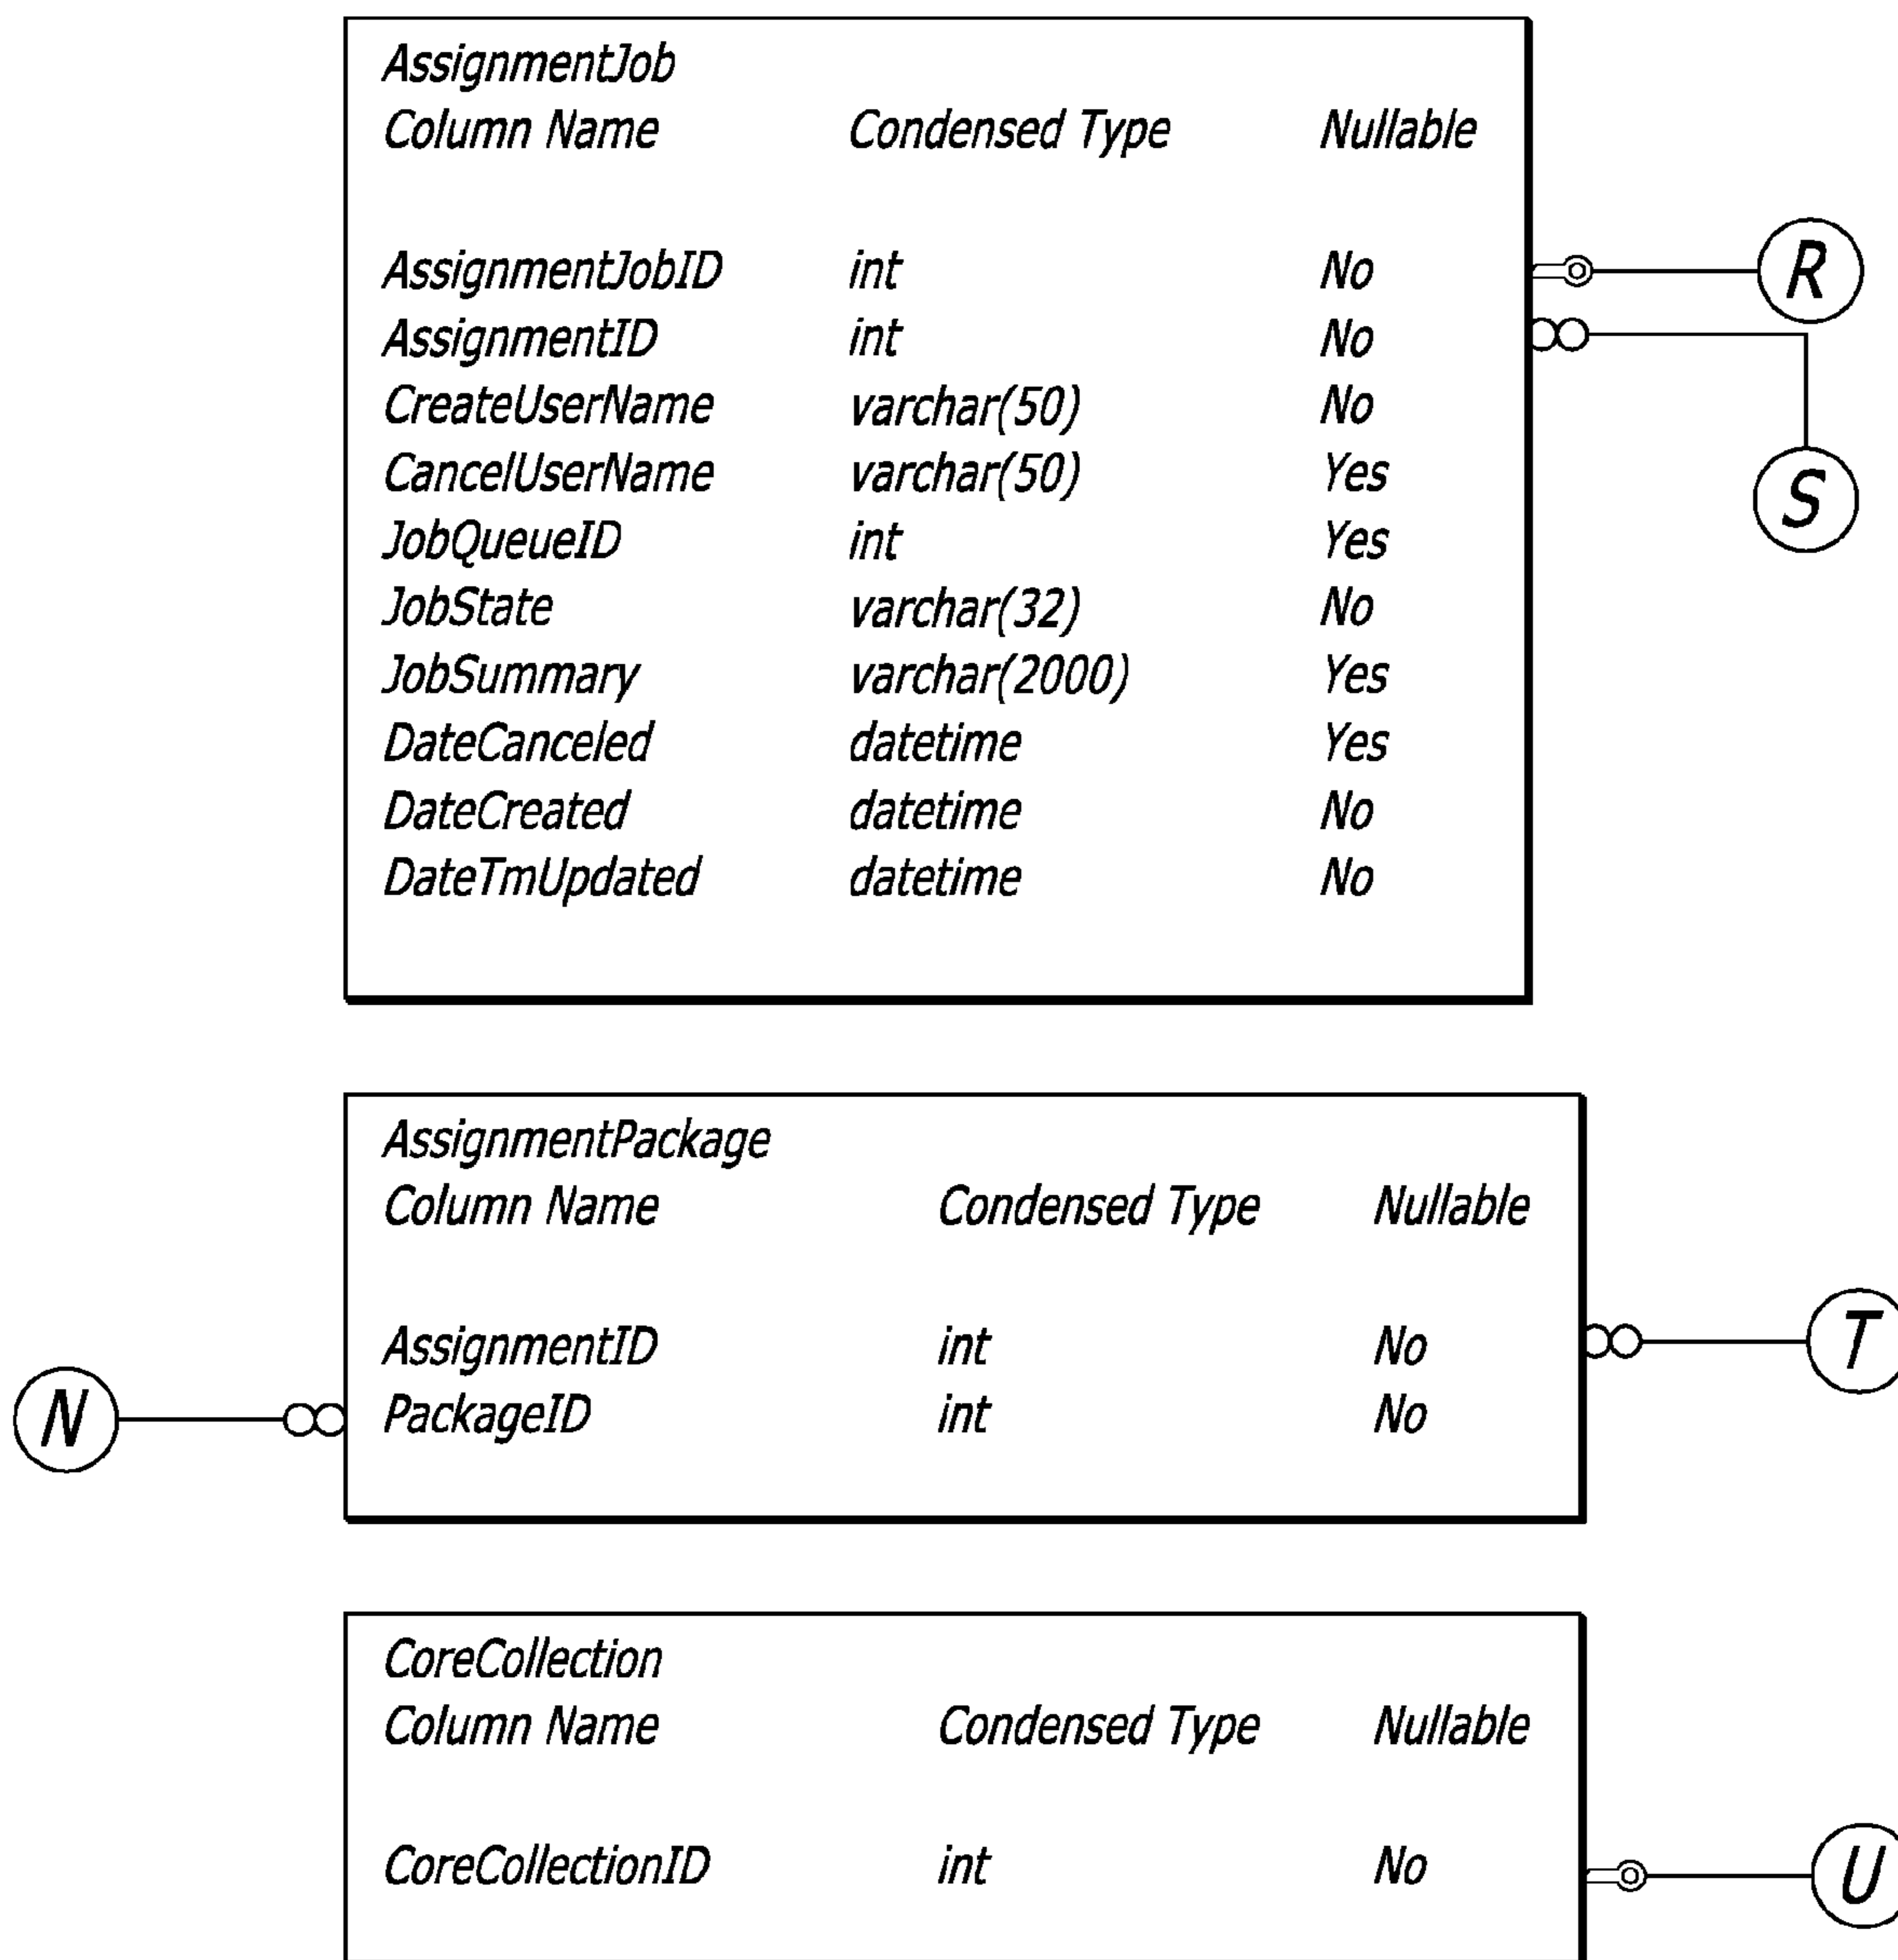 AssignmentJob
Column Name Condensed Type Nullable
AssignmentJobID int No
R
AssignmentID int No
CreateUserName varchar(50) No
CancelUserName varchar(50) Yes
S
JobQueueID int Yes
JobState varchar(32) No
JobSummary varchar(2000) Yes
DateCanceled datetime Yes
DateCreated datetime No
DateTmUpdated datetime No
AssignmentPackage
Column Name Condensed Type Nullable
AssignmentID int No
T
N
PackageID int No
CoreCollection
Column Name Condensed Type Nullable
CoreCollectionID int No
U